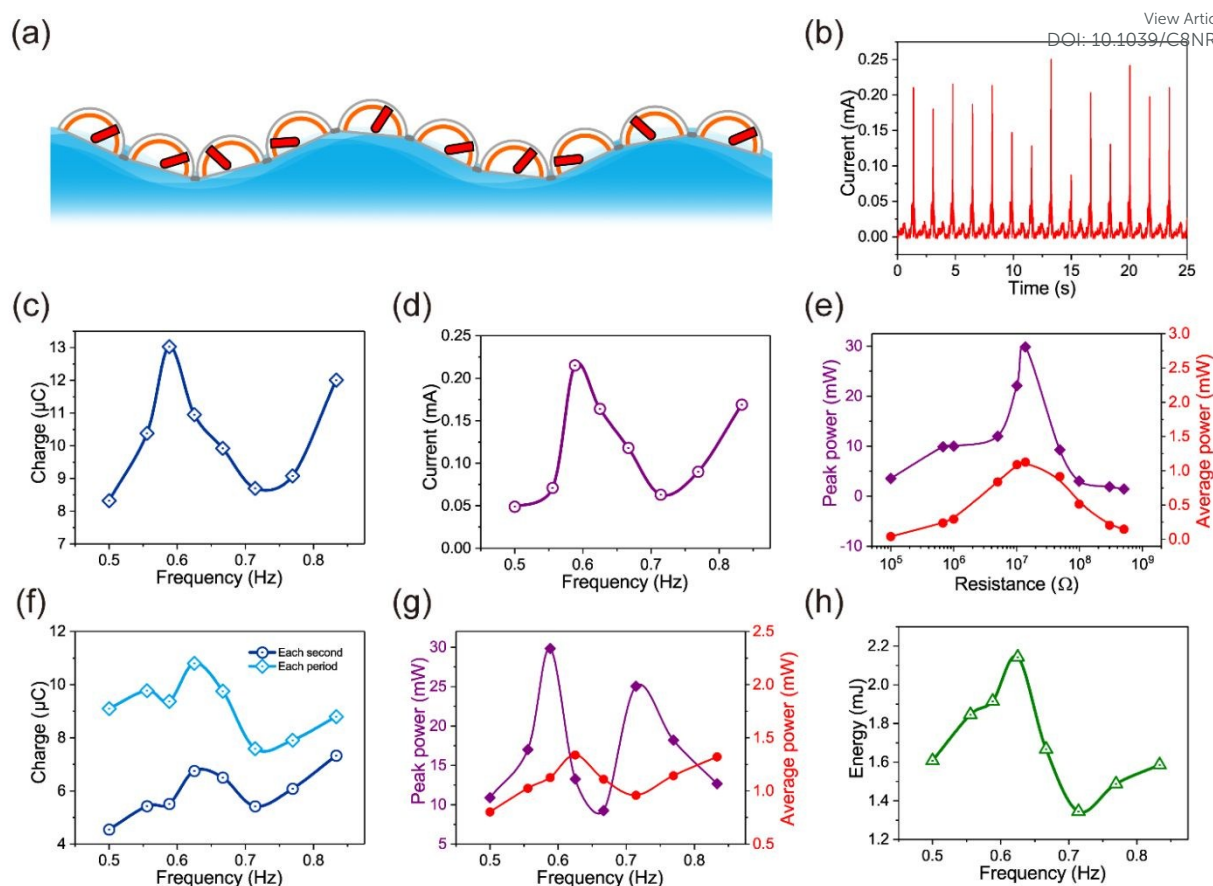 View Artic
DOI: 10.1039/C8NR
(a)
(b)
Current (mA)
0.25
0.20
0.15
0.10
0.05
0.00
0 5 10 15 20 25
Time (s)
(c)
Charge (µC)
13
12
11
10
9
8
7
0.5 0.6 0.7 0.8
Frequency (Hz)
(d)
Current (mA)
0.25
0.20
0.15
0.10
0.05
0.00
0.5 0.6 0.7 0.8
Frequency (Hz)
(e)
Peak power (mW)
30
20
10
0
-10
10⁵ 10⁶ 10⁷ 10⁸ 10⁹
Resistance (Ω)
3.0
2.5
2.0
1.5
1.0
0.5
0.0
Average power (mW)
(f)
Charge (µC)
12
10
8
6
4
Each second
Each period
0.5 0.6 0.7 0.8
Frequency (Hz)
(g)
Peak power (mW)
30
25
20
15
10
5
0.5 0.6 0.7 0.8
Frequency (Hz)
2.5
2.0
1.5
1.0
0.5
Average power (mW)
(h)
Energy (mJ)
2.2
2.0
1.8
1.6
1.4
1.2
0.5 0.6 0.7 0.8
Frequency (Hz)